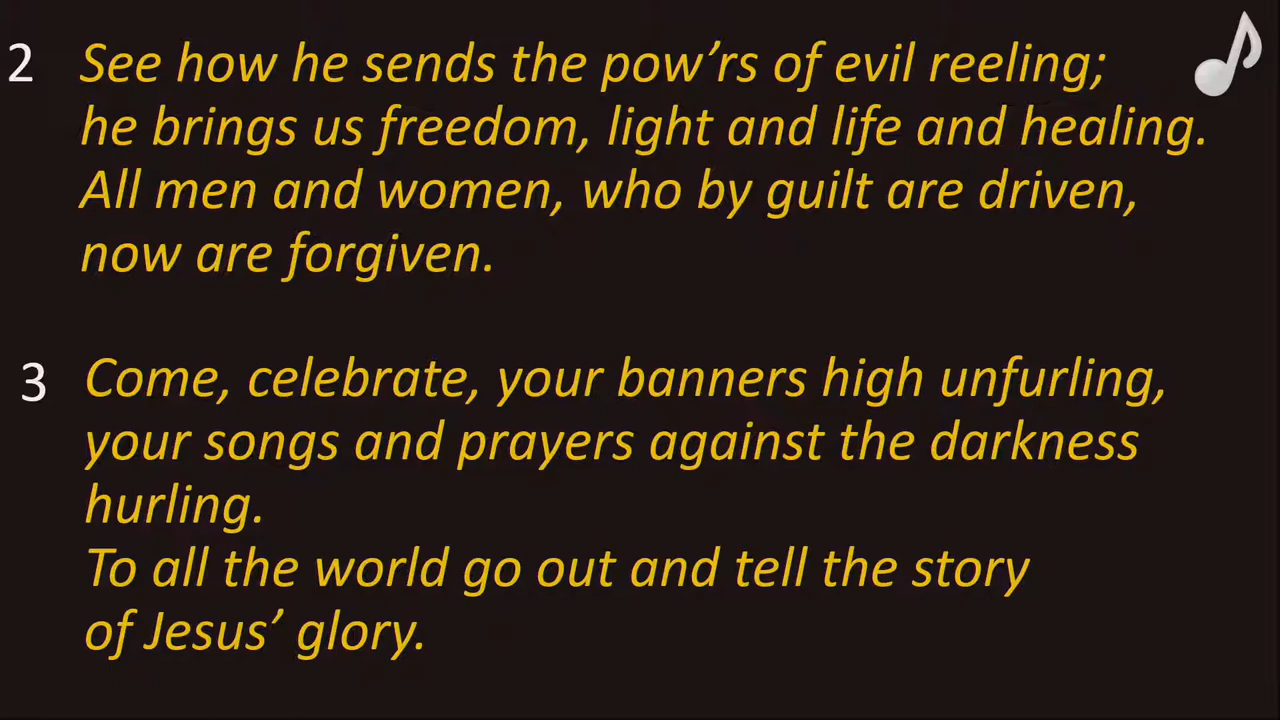 2 See how he sends the pow’rs of evil reeling;
he brings us freedom, light and life and healing.
All men and women, who by guilt are driven,
now are forgiven.
3 Come, celebrate, your banners high unfurling,
your songs and prayers against the darkness
hurling.
To all the world go out and tell the story
of Jesus’ glory.